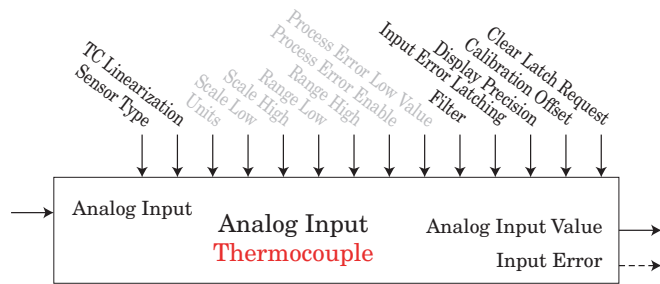 Sensor Type
TC Linearization
Units
Scale Low
Scale High
Range Low
Range High
Process Error Enable
Process Error Low Value
Filter
Input Error Latching
Display Precision
Calibration Offset
Clear Latch Request
Analog Input
Analog Input
Thermocouple
Analog Input Value
Input Error